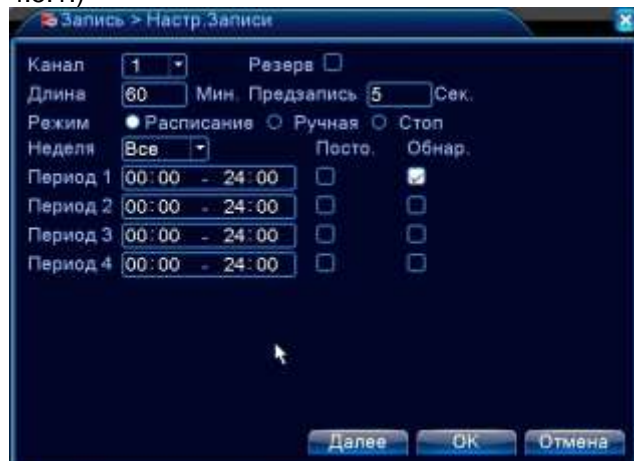 Запись > Настр.Записи
Канал 1 Резерв
Длина 60 Мин. Предзапись 5 Сек.
Режим Расписание Ручная Стоп
Неделя Все Посто. Обнар.
Период 1 00:00 - 24:00
Период 2 00:00 - 24:00
Период 3 00:00 - 24:00
Период 4 00:00 - 24:00
Далее OK Отмена